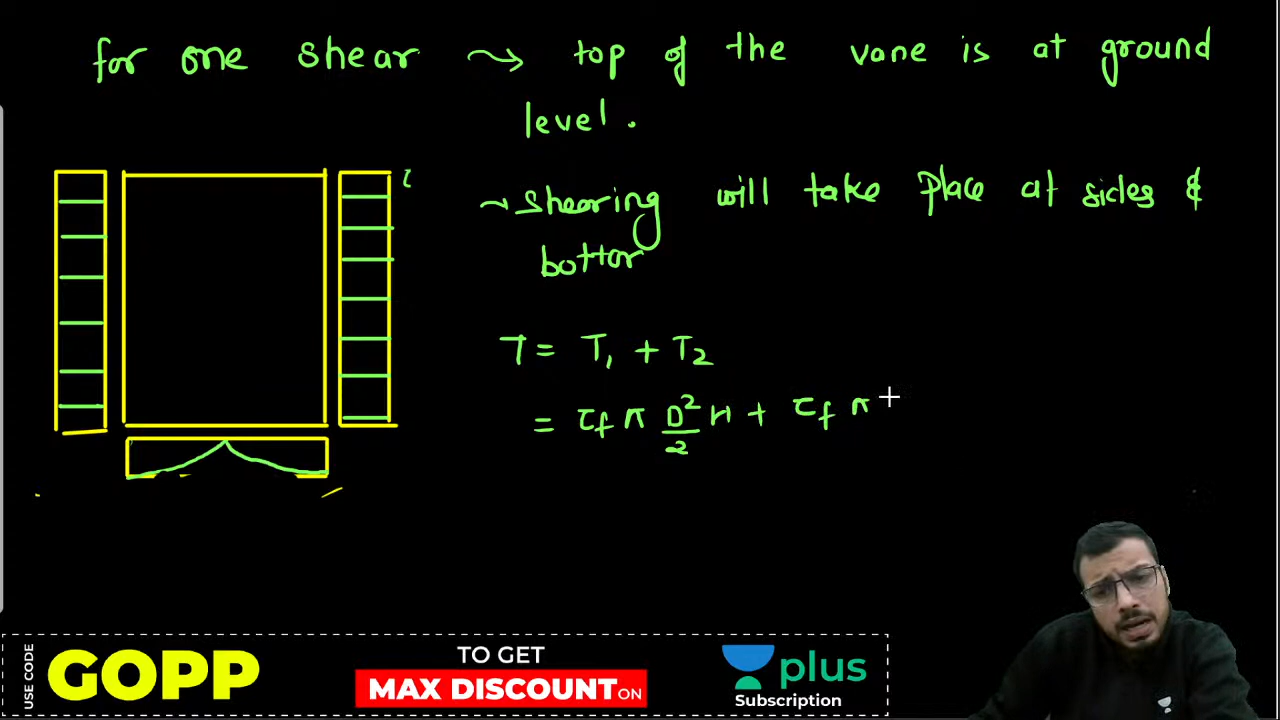 for one shear ⤳ top of the vane is at ground
level.
⤳ shearing will take place at sides &
bottor
T = T₁ + T₂
= τf π D²/2 H + τf π
USE CODE
GOPP
TO GET
MAX DISCOUNT ON
plus
Subscription